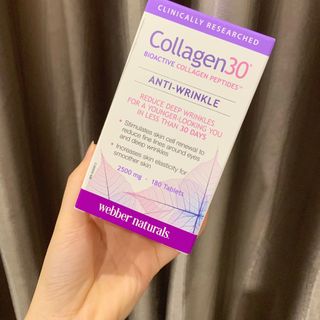 CLINICALLY RESEARCHED
Collagen30®
BIOACTIVE COLLAGEN PEPTIDES™
ANTI-WRINKLE
REDUCE DEEP WRINKLES
FOR A YOUNGER-LOOKING YOU
IN LESS THAN 30 DAYS
• Stimulates skin cell renewal to
reduce fine lines around eyes
and deep wrinkles
• Increases skin elasticity for
smoother skin
2500 mg • 180 Tablets
webber naturals®